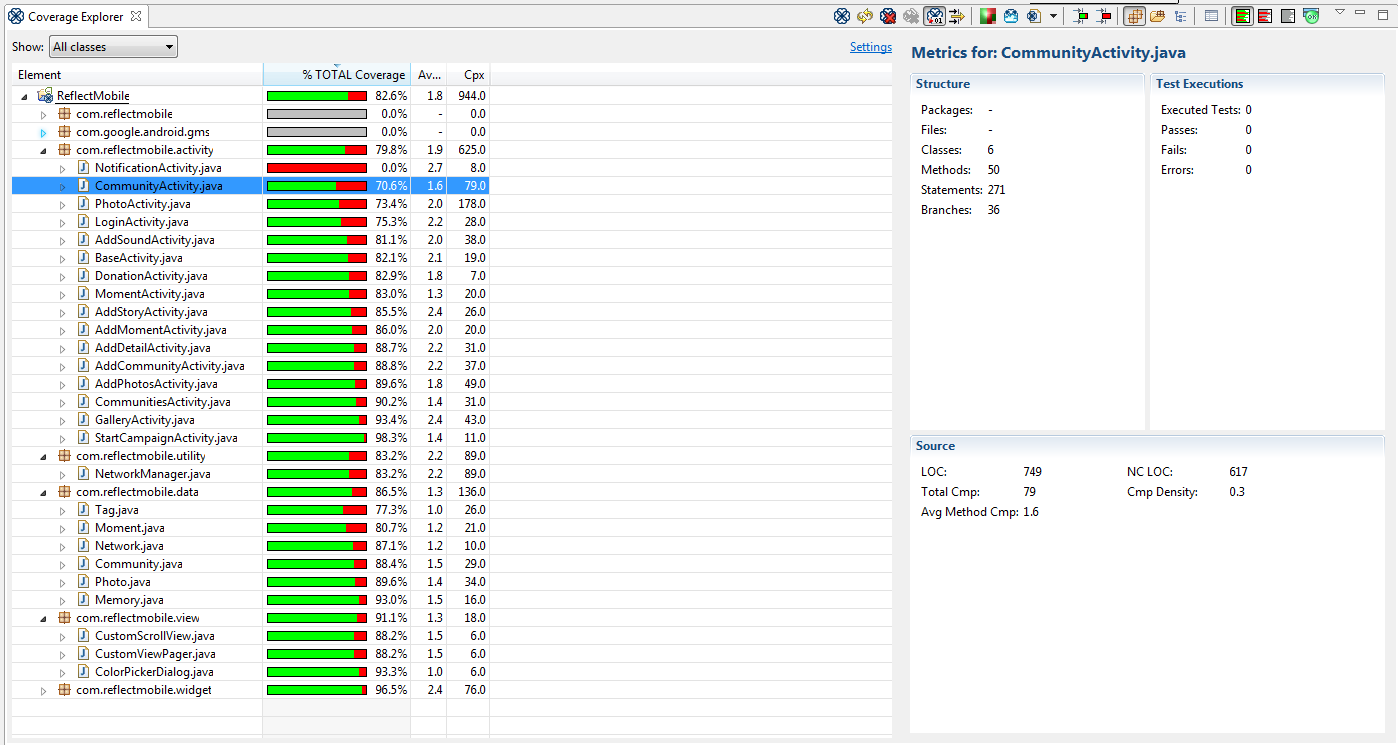 Coverage Explorer
Show: All classes Settings
Element % TOTAL Coverage Av... Cpx
ReflectMobile 82.6% 1.8 944.0
com.reflectmobile 0.0% - 0.0
com.google.android.gms 0.0% - 0.0
com.reflectmobile.activity 79.8% 1.9 625.0
NotificationActivity.java 0.0% 2.7 8.0
CommunityActivity.java 70.6% 1.6 79.0
PhotoActivity.java 73.4% 2.0 178.0
LoginActivity.java 75.3% 2.2 28.0
AddSoundActivity.java 81.1% 2.0 38.0
BaseActivity.java 82.1% 2.1 19.0
DonationActivity.java 82.9% 1.8 7.0
MomentActivity.java 83.0% 1.3 20.0
AddStoryActivity.java 85.5% 2.4 26.0
AddMomentActivity.java 86.0% 2.0 20.0
AddDetailActivity.java 88.7% 2.2 31.0
AddCommunityActivity.java 88.8% 2.2 37.0
AddPhotosActivity.java 89.6% 1.8 49.0
CommunitiesActivity.java 90.2% 1.4 31.0
GalleryActivity.java 93.4% 2.4 43.0
StartCampaignActivity.java 98.3% 1.4 11.0
com.reflectmobile.utility 83.2% 2.2 89.0
NetworkManager.java 83.2% 2.2 89.0
com.reflectmobile.data 86.5% 1.3 136.0
Tag.java 77.3% 1.0 26.0
Moment.java 80.7% 1.2 21.0
Network.java 87.1% 1.2 10.0
Community.java 88.4% 1.5 29.0
Photo.java 89.6% 1.4 34.0
Memory.java 93.0% 1.5 16.0
com.reflectmobile.view 91.1% 1.3 18.0
CustomScrollView.java 88.2% 1.5 6.0
CustomViewPager.java 88.2% 1.5 6.0
ColorPickerDialog.java 93.3% 1.0 6.0
com.reflectmobile.widget 96.5% 2.4 76.0
Metrics for: CommunityActivity.java
Structure
Packages: -
Files: -
Classes: 6
Methods: 50
Statements: 271
Branches: 36
Test Executions
Executed Tests: 0
Passes: 0
Fails: 0
Errors: 0
Source
LOC: 749 NC LOC: 617
Total Cmp: 79 Cmp Density: 0.3
Avg Method Cmp: 1.6